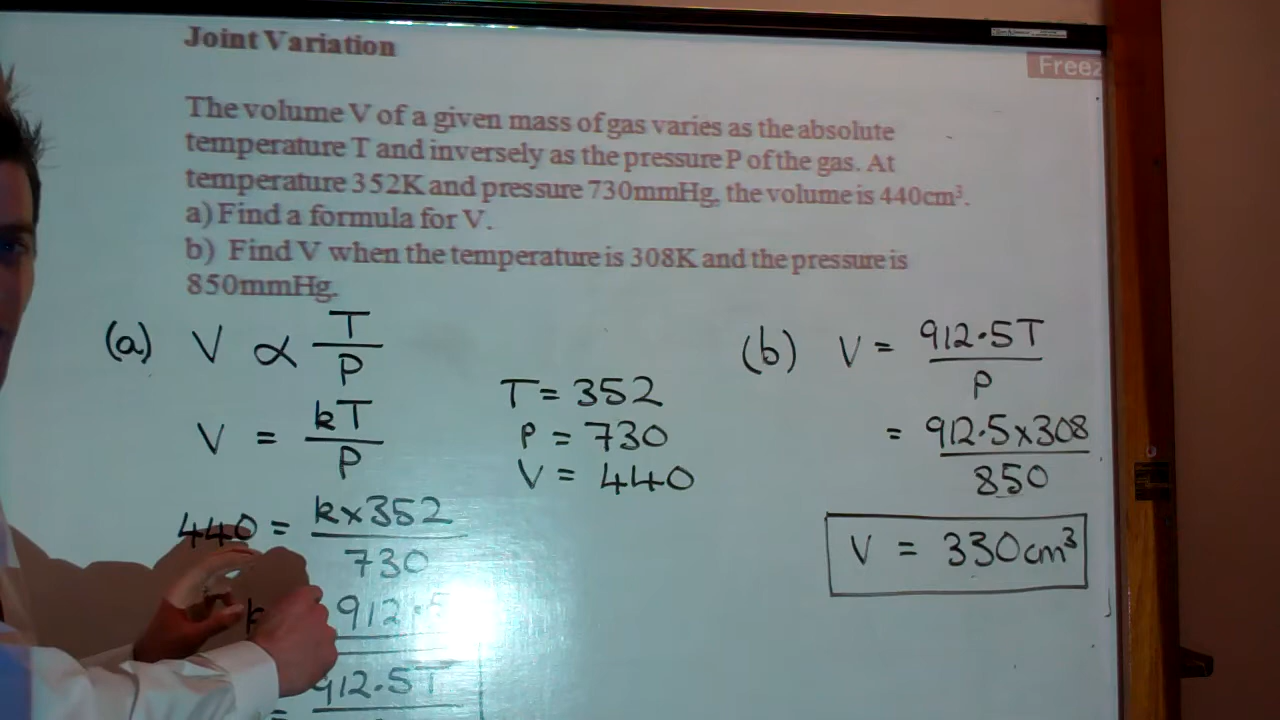 Joint Variation
Freez
The volume V of a given mass of gas varies as the absolute
temperature T and inversely as the pressure P of the gas. At
temperature 352K and pressure 730mmHg, the volume is 440cm³.
a) Find a formula for V.
b) Find V when the temperature is 308K and the pressure is
850mmHg.
(a) V ∝ T/P
V = kT/P
440 = k×352/730
912.5
= 912.5T
T = 352
P = 730
V = 440
(b) V = 912.5T/P
= 912.5×308/850
V = 330cm³